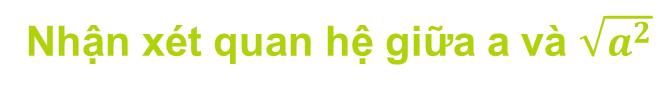 Nhận xét quan hệ giữa a và √a²